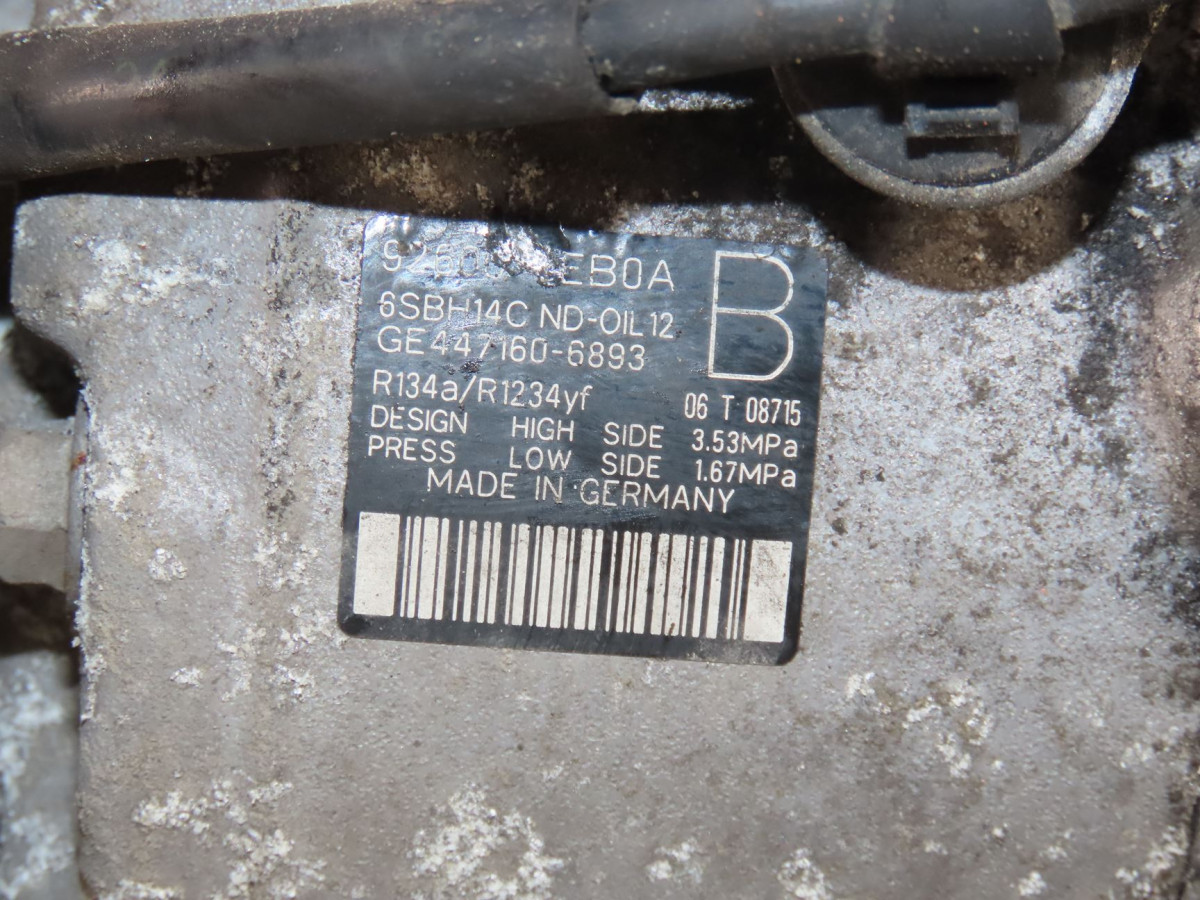 B
6SBH14C ND-OIL12
GE447160-6893
R134a/R1234yf 06 T 08715
DESIGN HIGH SIDE 3.53MPa
PRESS LOW SIDE 1.67MPa
MADE IN GERMANY